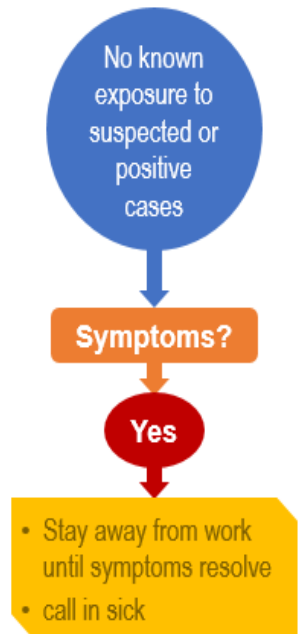 No known
exposure to
suspected or
positive
cases
Symptoms?
Yes
• Stay away from work
until symptoms resolve
• call in sick